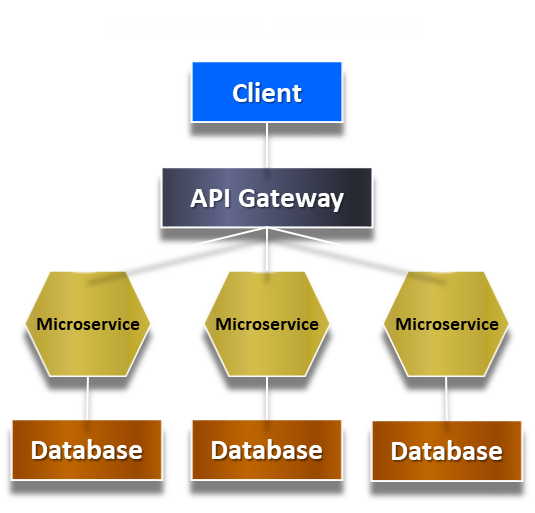 Client
API Gateway
Microservice
Microservice
Microservice
Database
Database
Database